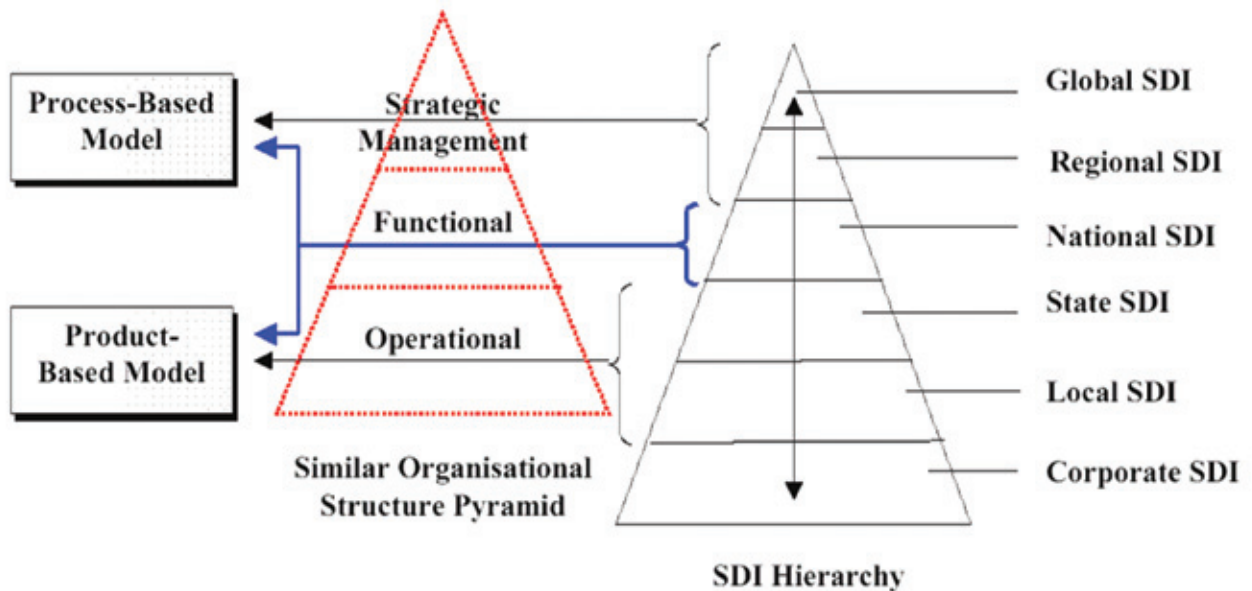 Process-Based
Model
Product-
Based Model
Strategic
Management
Functional
Operational
Similar Organisational
Structure Pyramid
Global SDI
Regional SDI
National SDI
State SDI
Local SDI
Corporate SDI
SDI Hierarchy